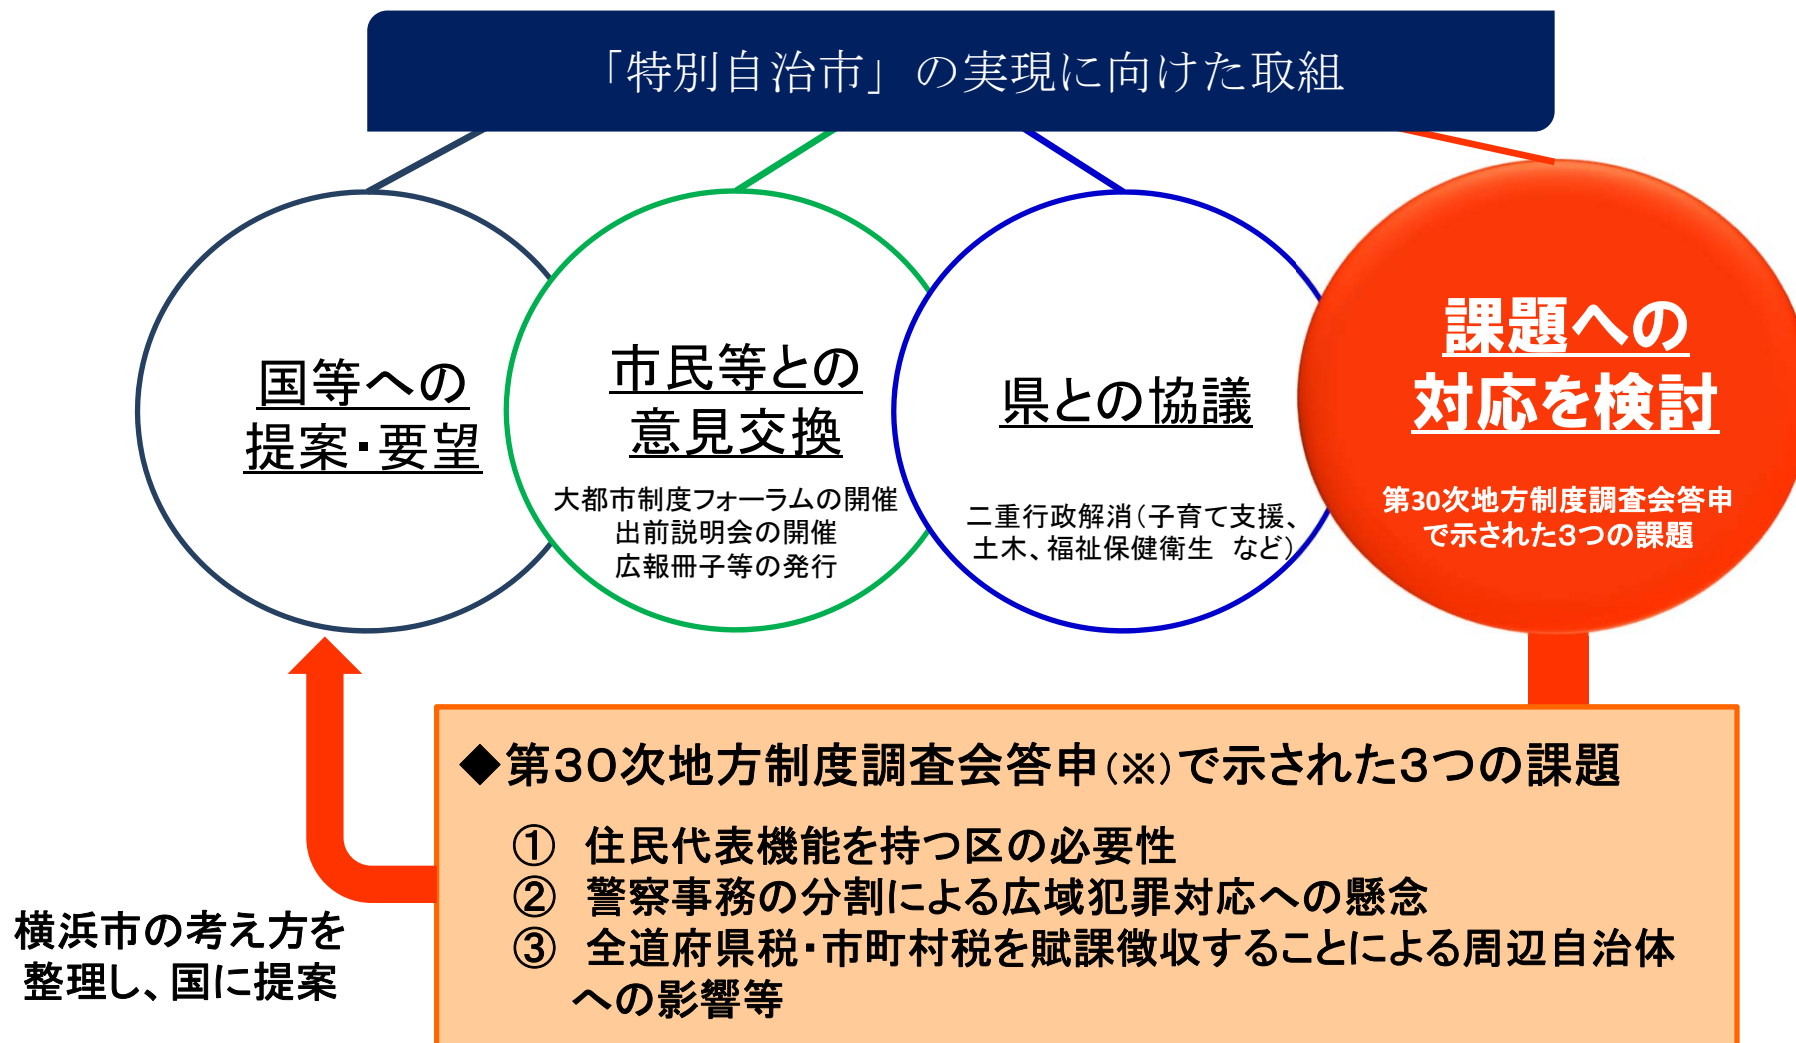 「特別自治市」の実現に向けた取組
国等への
提案・要望
市民等との
意見交換
大都市制度フォーラムの開催
出前説明会の開催
広報冊子等の発行
県との協議
二重行政解消(子育て支援、
土木、福祉保健衛生　など)
課題への
対応を検討
第30次地方制度調査会答申
で示された3つの課題
◆第30次地方制度調査会答申(※)で示された3つの課題
①　住民代表機能を持つ区の必要性
②　警察事務の分割による広域犯罪対応への懸念
③　全道府県税・市町村税を賦課徴収することによる周辺自治体
への影響等
横浜市の考え方を
整理し、国に提案